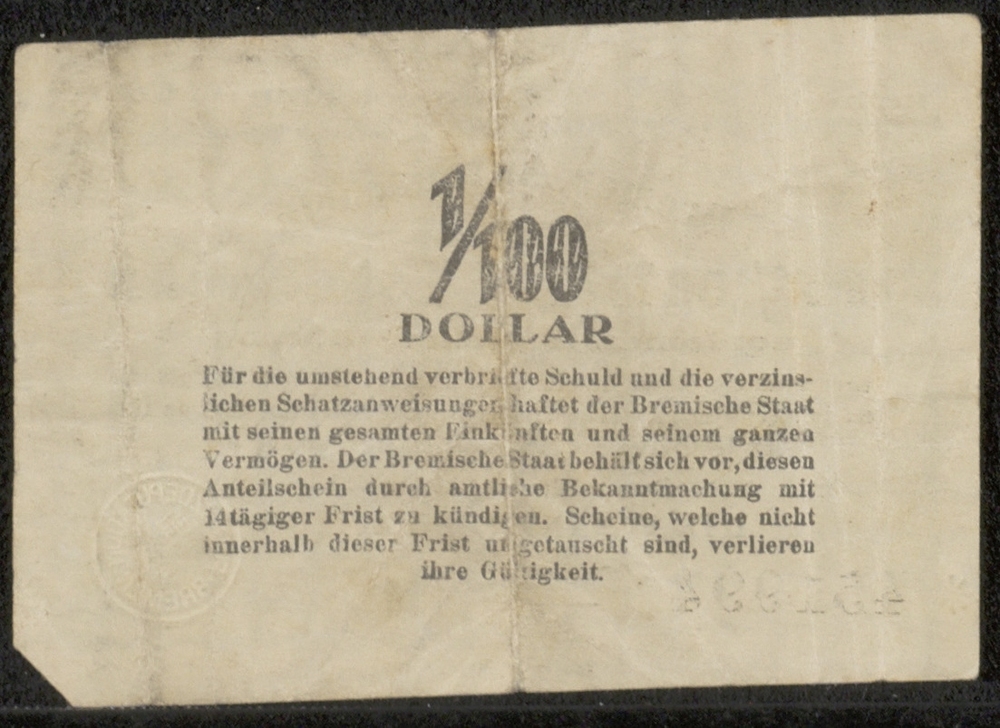 1/100
DOLLAR
Für die umstehend verbriefte Schuld und die verzins-
lichen Schatzanweisungen haftet der Bremische Staat
mit seinen gesamten Einkünften und seinem ganzen
Vermögen. Der Bremische Staat behält sich vor, diesen
Anteilschein durch amtliche Bekanntmachung mit
14tägiger Frist zu kündigen. Scheine, welche nicht
innerhalb dieser Frist umgetauscht sind, verlieren
ihre Gültigkeit.